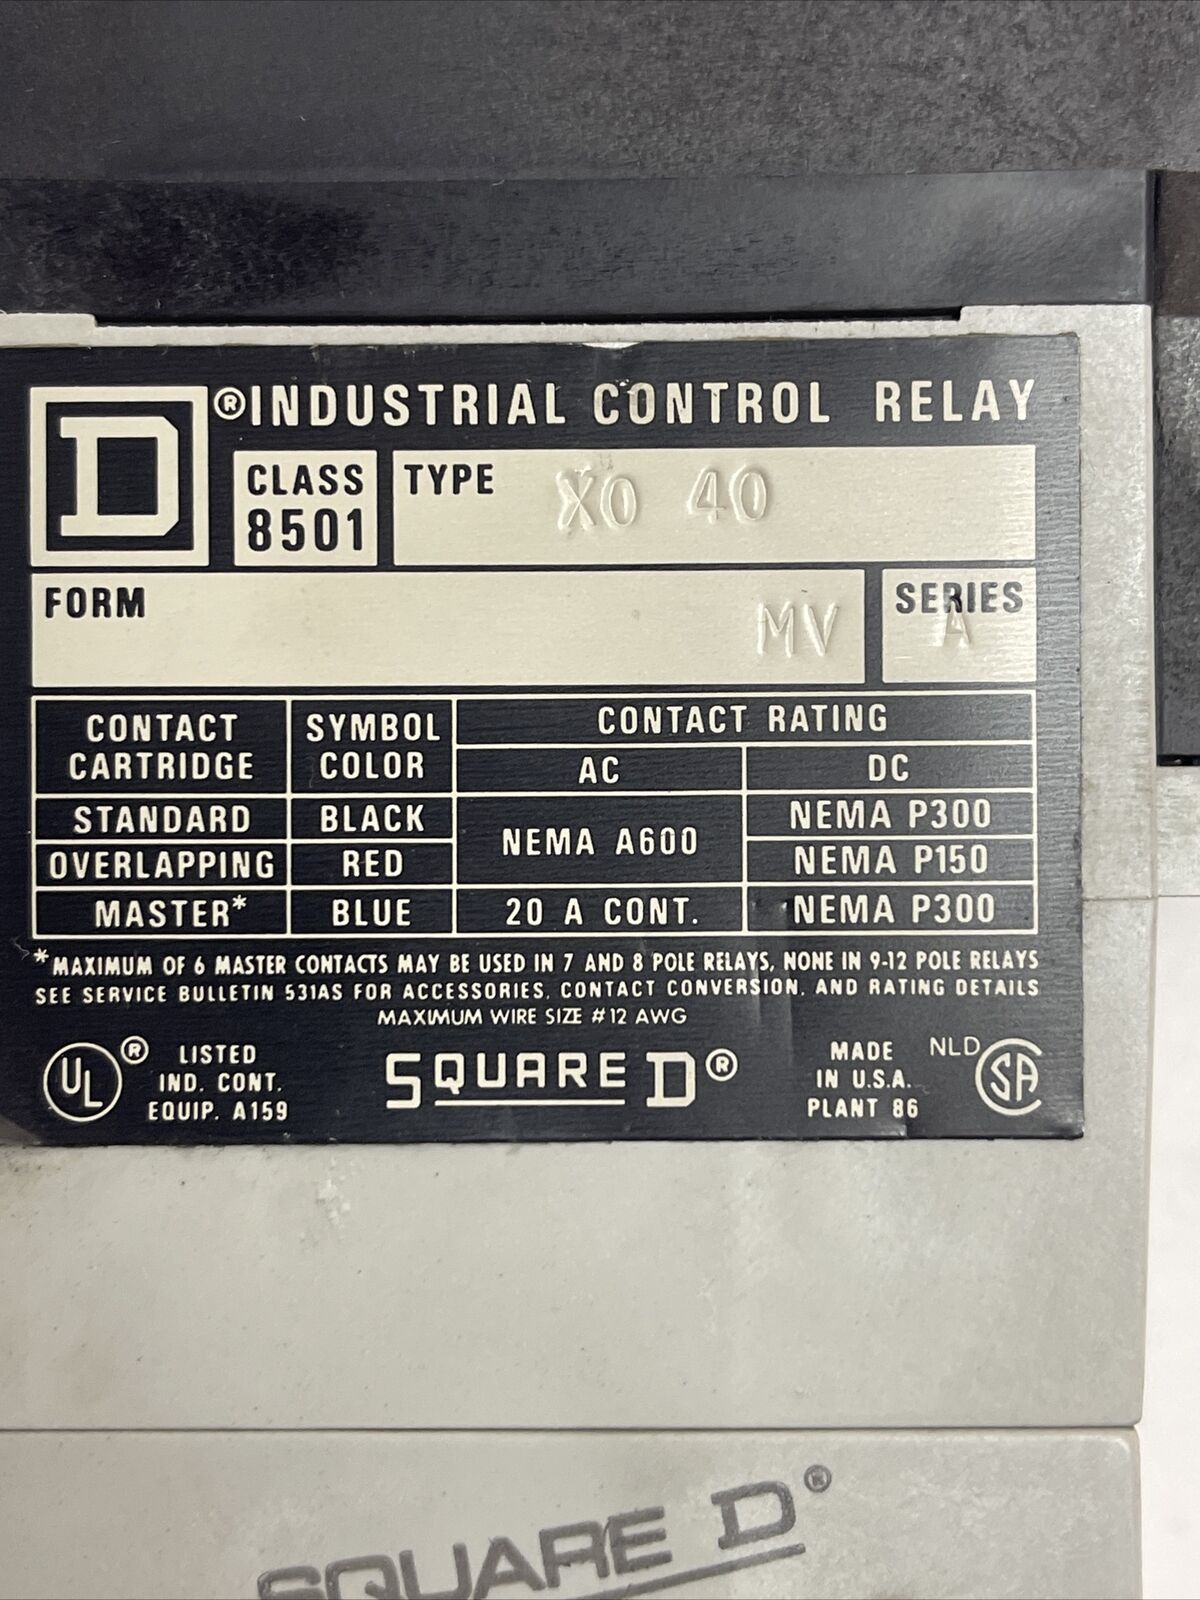 D ® INDUSTRIAL CONTROL RELAY
CLASS 8501
TYPE XO 40
FORM MV
SERIES A
CONTACT CARTRIDGE
SYMBOL COLOR
CONTACT RATING
AC DC
STANDARD BLACK NEMA A600 NEMA P300
OVERLAPPING RED NEMA P150
MASTER* BLUE 20 A CONT. NEMA P300
*MAXIMUM OF 6 MASTER CONTACTS MAY BE USED IN 7 AND 8 POLE RELAYS, NONE IN 9-12 POLE RELAYS
SEE SERVICE BULLETIN 531AS FOR ACCESSORIES, CONTACT CONVERSION, AND RATING DETAILS
MAXIMUM WIRE SIZE #12 AWG
UL ® LISTED
IND. CONT.
EQUIP. A159
SQUARE D ®
MADE
IN U.S.A.
PLANT 86
NLD SA
SQUARE D ®